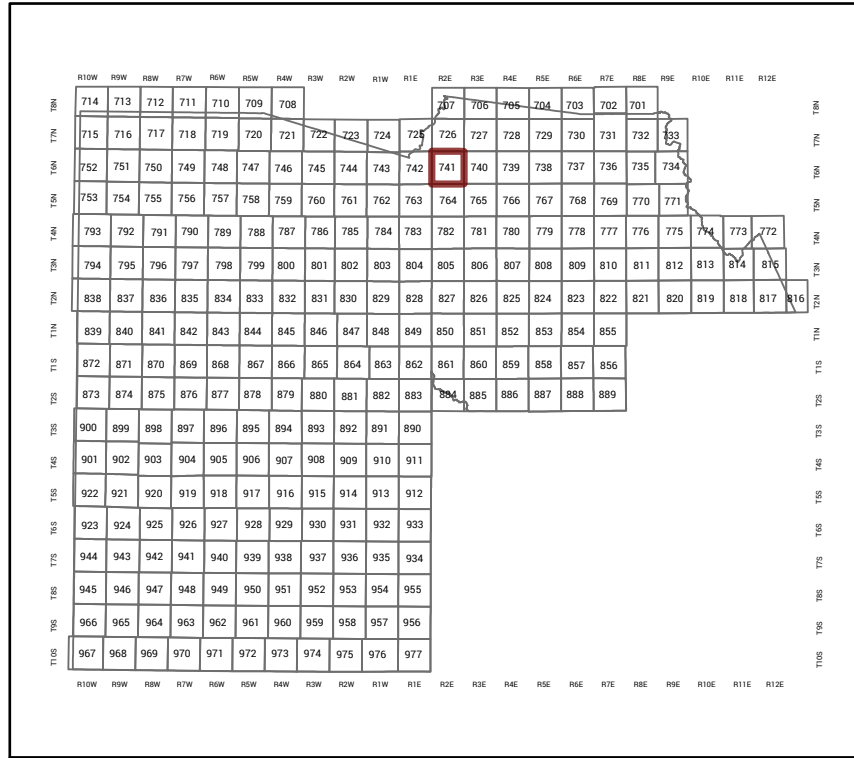 R10W R9W R8W R7W R6W R5W R4W R3W R2W R1W R1E R2E R3E R4E R5E R6E R7E R8E R9E R10E R11E R12E
T8N 714 713 712 711 710 709 708 707 706 705 704 703 702 701 T8N
T7N 715 716 717 718 719 720 721 722 723 724 725 726 727 728 729 730 731 732 733 T7N
T6N 752 751 750 749 748 747 746 745 744 743 742 741 740 739 738 737 736 735 734 T6N
T5N 753 754 755 756 757 758 759 760 761 762 763 764 765 766 767 768 769 770 771 T5N
T4N 793 792 791 790 789 788 787 786 785 784 783 782 781 780 779 778 777 776 775 774 773 772 T4N
T3N 794 795 796 797 798 799 800 801 802 803 804 805 806 807 808 809 810 811 812 813 814 815 T3N
T2N 838 837 836 835 834 833 832 831 830 829 828 827 826 825 824 823 822 821 820 819 818 817 816 T2N
T1N 839 840 841 842 843 844 845 846 847 848 849 850 851 852 853 854 855 T1N
T1S 872 871 870 869 868 867 866 865 864 863 862 861 860 859 858 857 856 T1S
T2S 873 874 875 876 877 878 879 880 881 882 883 884 885 886 887 888 889 T2S
T3S 900 899 898 897 896 895 894 893 892 891 890 T3S
T4S 901 902 903 904 905 906 907 908 909 910 911 T4S
T5S 922 921 920 919 918 917 916 915 914 913 912 T5S
T6S 923 924 925 926 927 928 929 930 931 932 933 T6S
T7S 944 943 942 941 940 939 938 937 936 935 934 T7S
T8S 945 946 947 948 949 950 951 952 953 954 955 T8S
T9S 966 965 964 963 962 961 960 959 958 957 956 T9S
T10S 967 968 969 970 971 972 973 974 975 976 977 T10S
R10W R9W R8W R7W R6W R5W R4W R3W R2W R1W R1E R2E R3E R4E R5E R6E R7E R8E R9E R10E R11E R12E